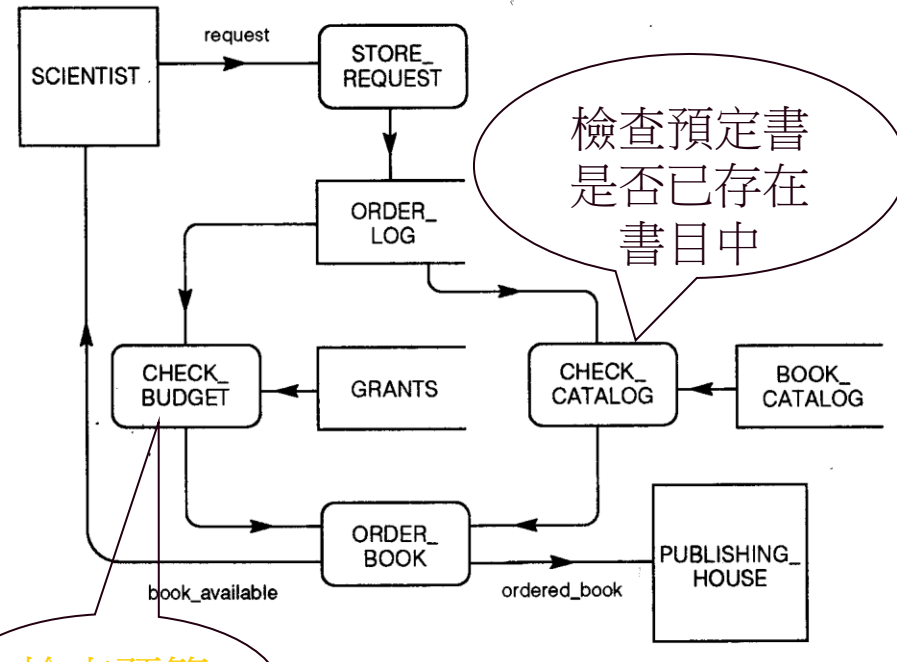 request
SCIENTIST
STORE_
REQUEST
檢查預定書
是否已存在
書目中
ORDER_
LOG
CHECK_
BUDGET
GRANTS
CHECK_
CATALOG
BOOK_
CATALOG
ORDER_
BOOK
PUBLISHING_
HOUSE
book_available
ordered_book